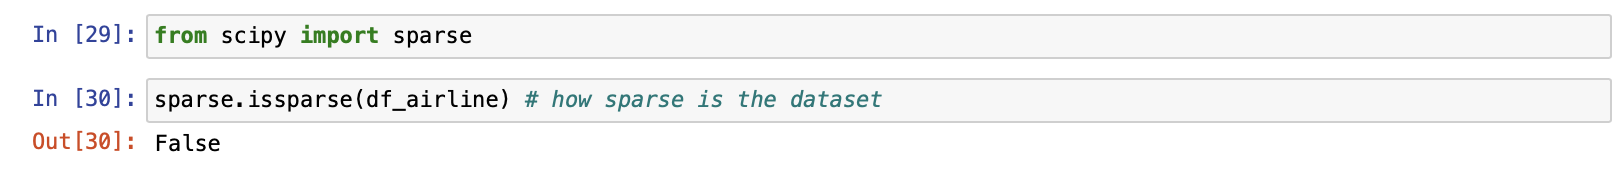 In [29]: from scipy import sparse
In [30]: sparse.issparse(df_airline) # how sparse is the dataset
Out[30]: False